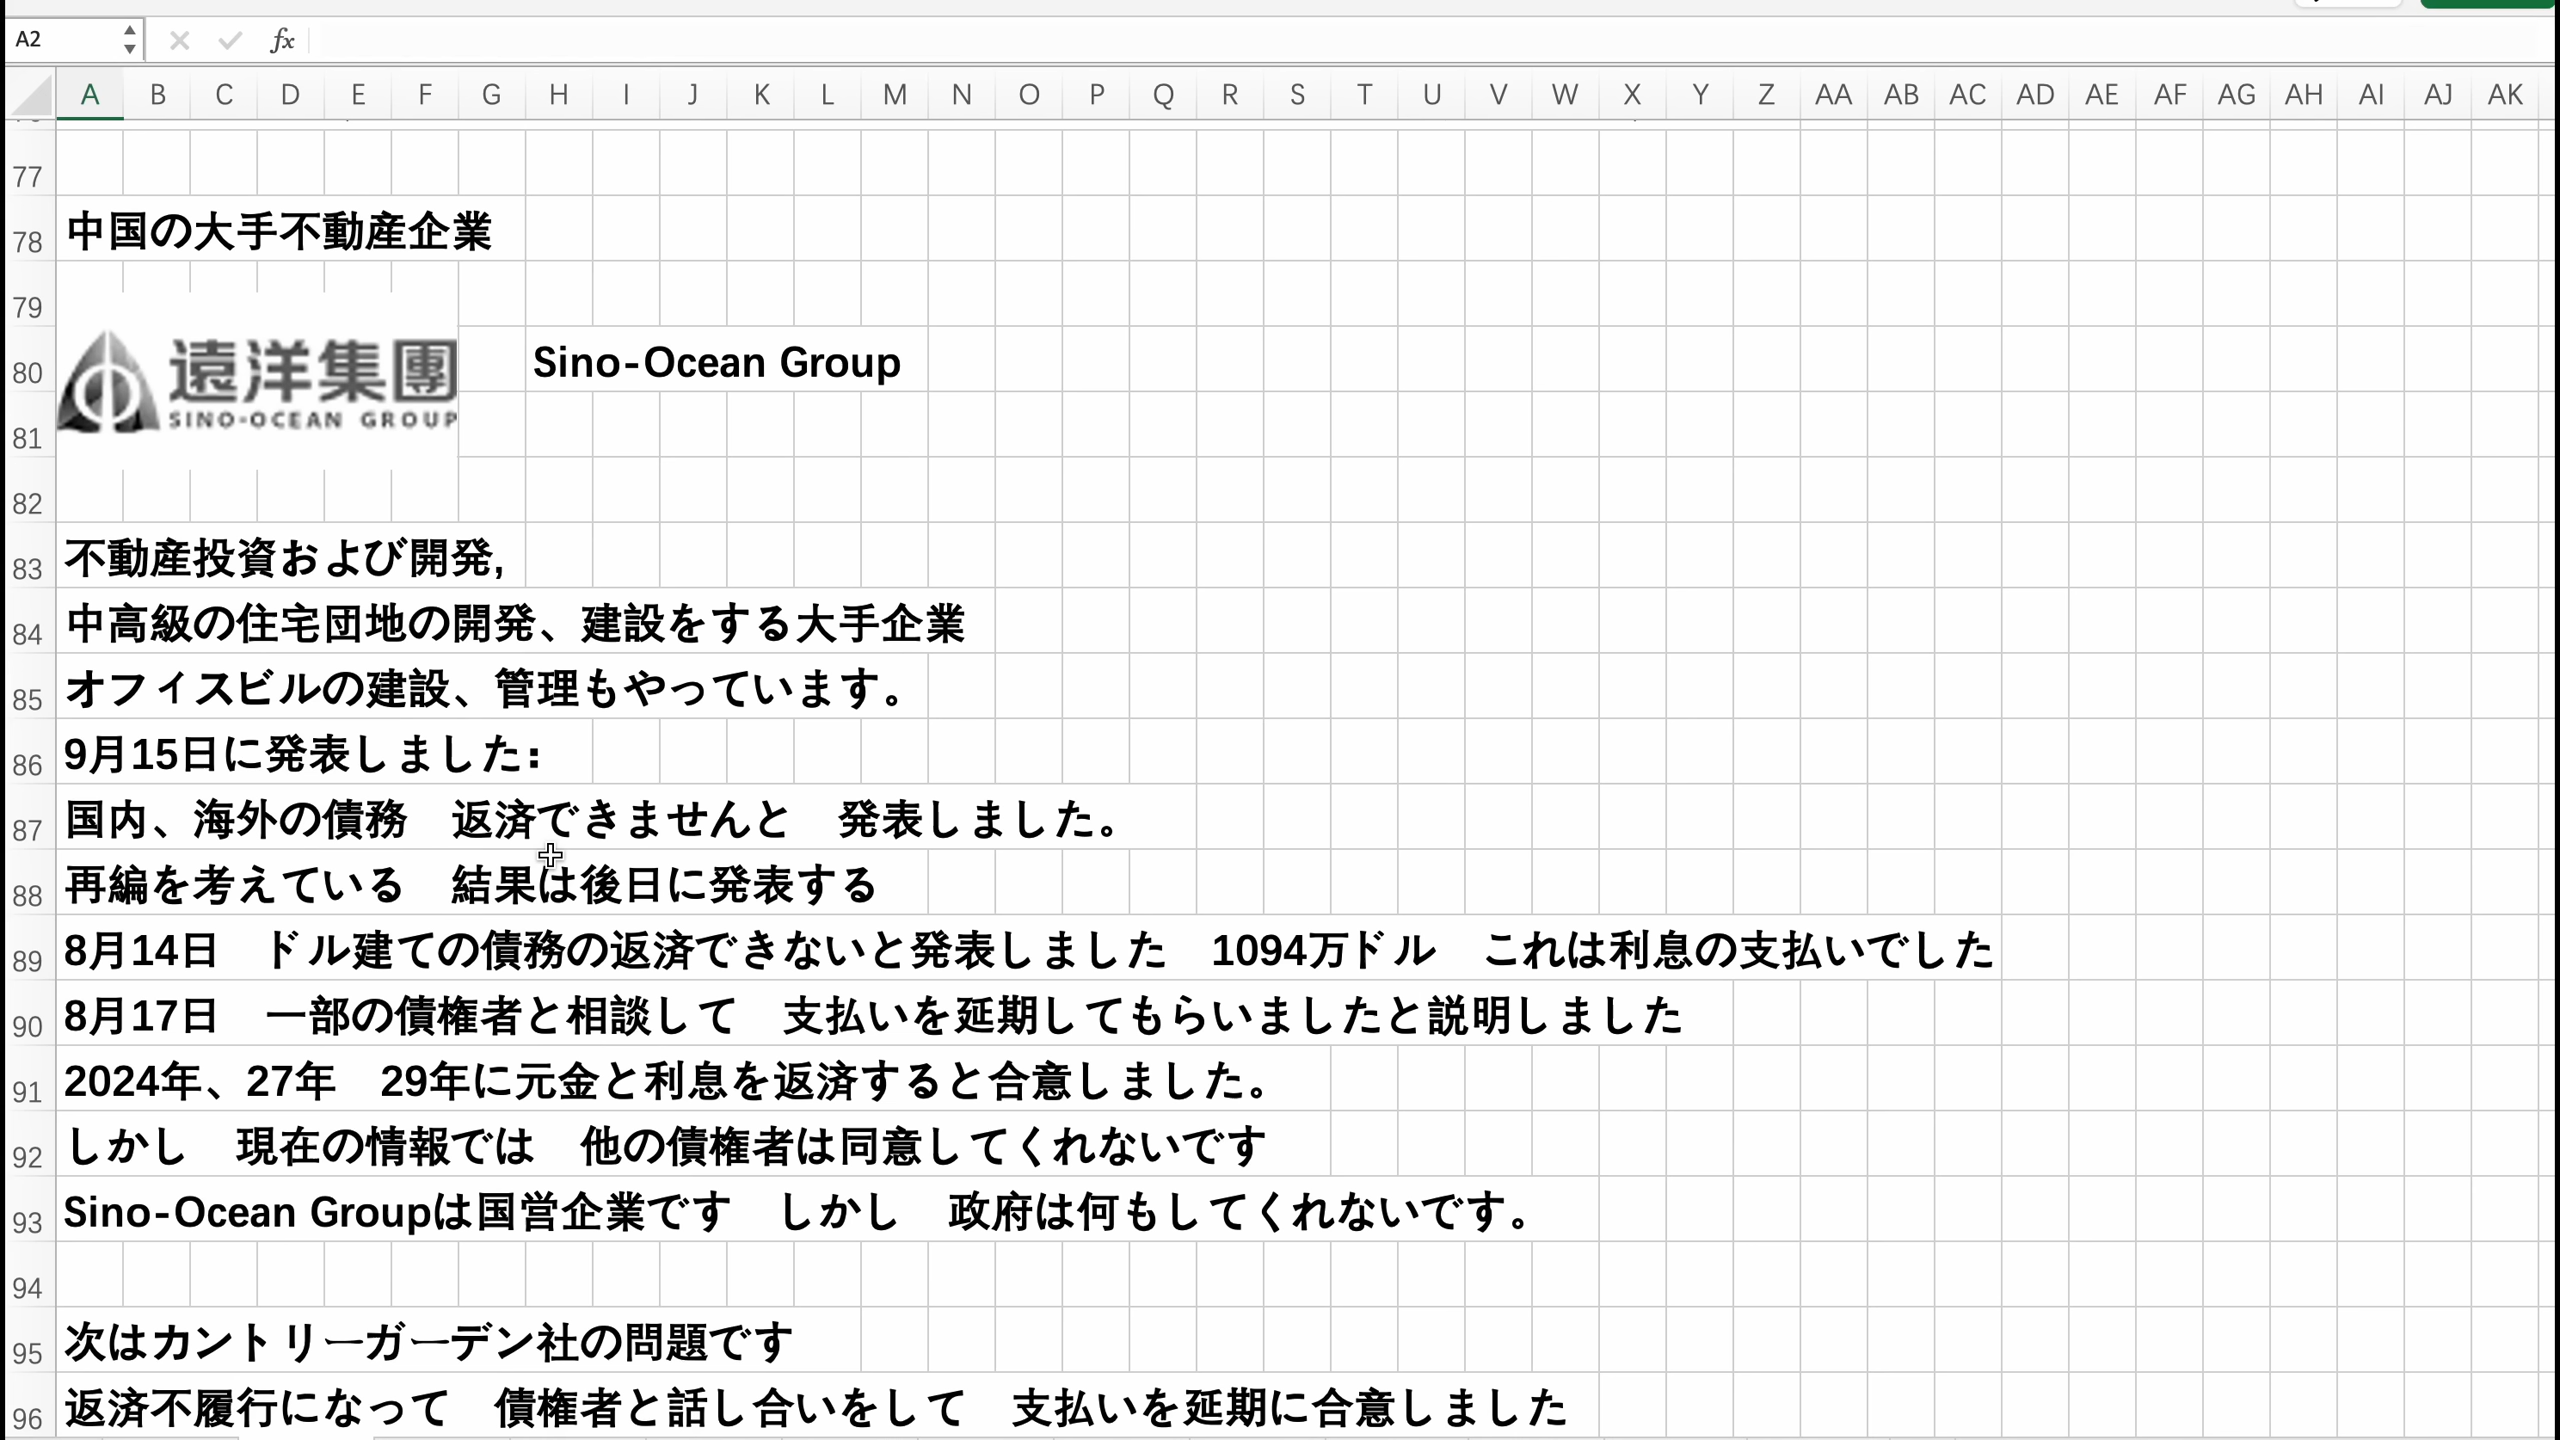 A2
fx
A B C D E F G H I J K L M N O P Q R S T U V W X Y Z AA AB AC AD AE AF AG AH AI AJ AK
77
78 中国の大手不動産企業
79
遠洋集團
80 Sino-Ocean Group
SINO-OCEAN GROUP
81
82
83 不動産投資および開発,
84 中高級の住宅団地の開発、建設をする大手企業
85 オフィスビルの建設、管理もやっています。
86 9月15日に発表しました:
87 国内、海外の債務　返済できませんと　発表しました。
88 再編を考えている　結果は後日に発表する
89 8月14日　ドル建ての債務の返済できないと発表しました　1094万ドル　これは利息の支払いでした
90 8月17日　一部の債権者と相談して　支払いを延期してもらいましたと説明しました
91 2024年、27年　29年に元金と利息を返済すると合意しました。
92 しかし　現在の情報では　他の債権者は同意してくれないです
93 Sino-Ocean Groupは国営企業です　しかし　政府は何もしてくれないです。
94
95 次はカントリーガーデン社の問題です
96 返済不履行になって　債権者と話し合いをして　支払いを延期に合意しました